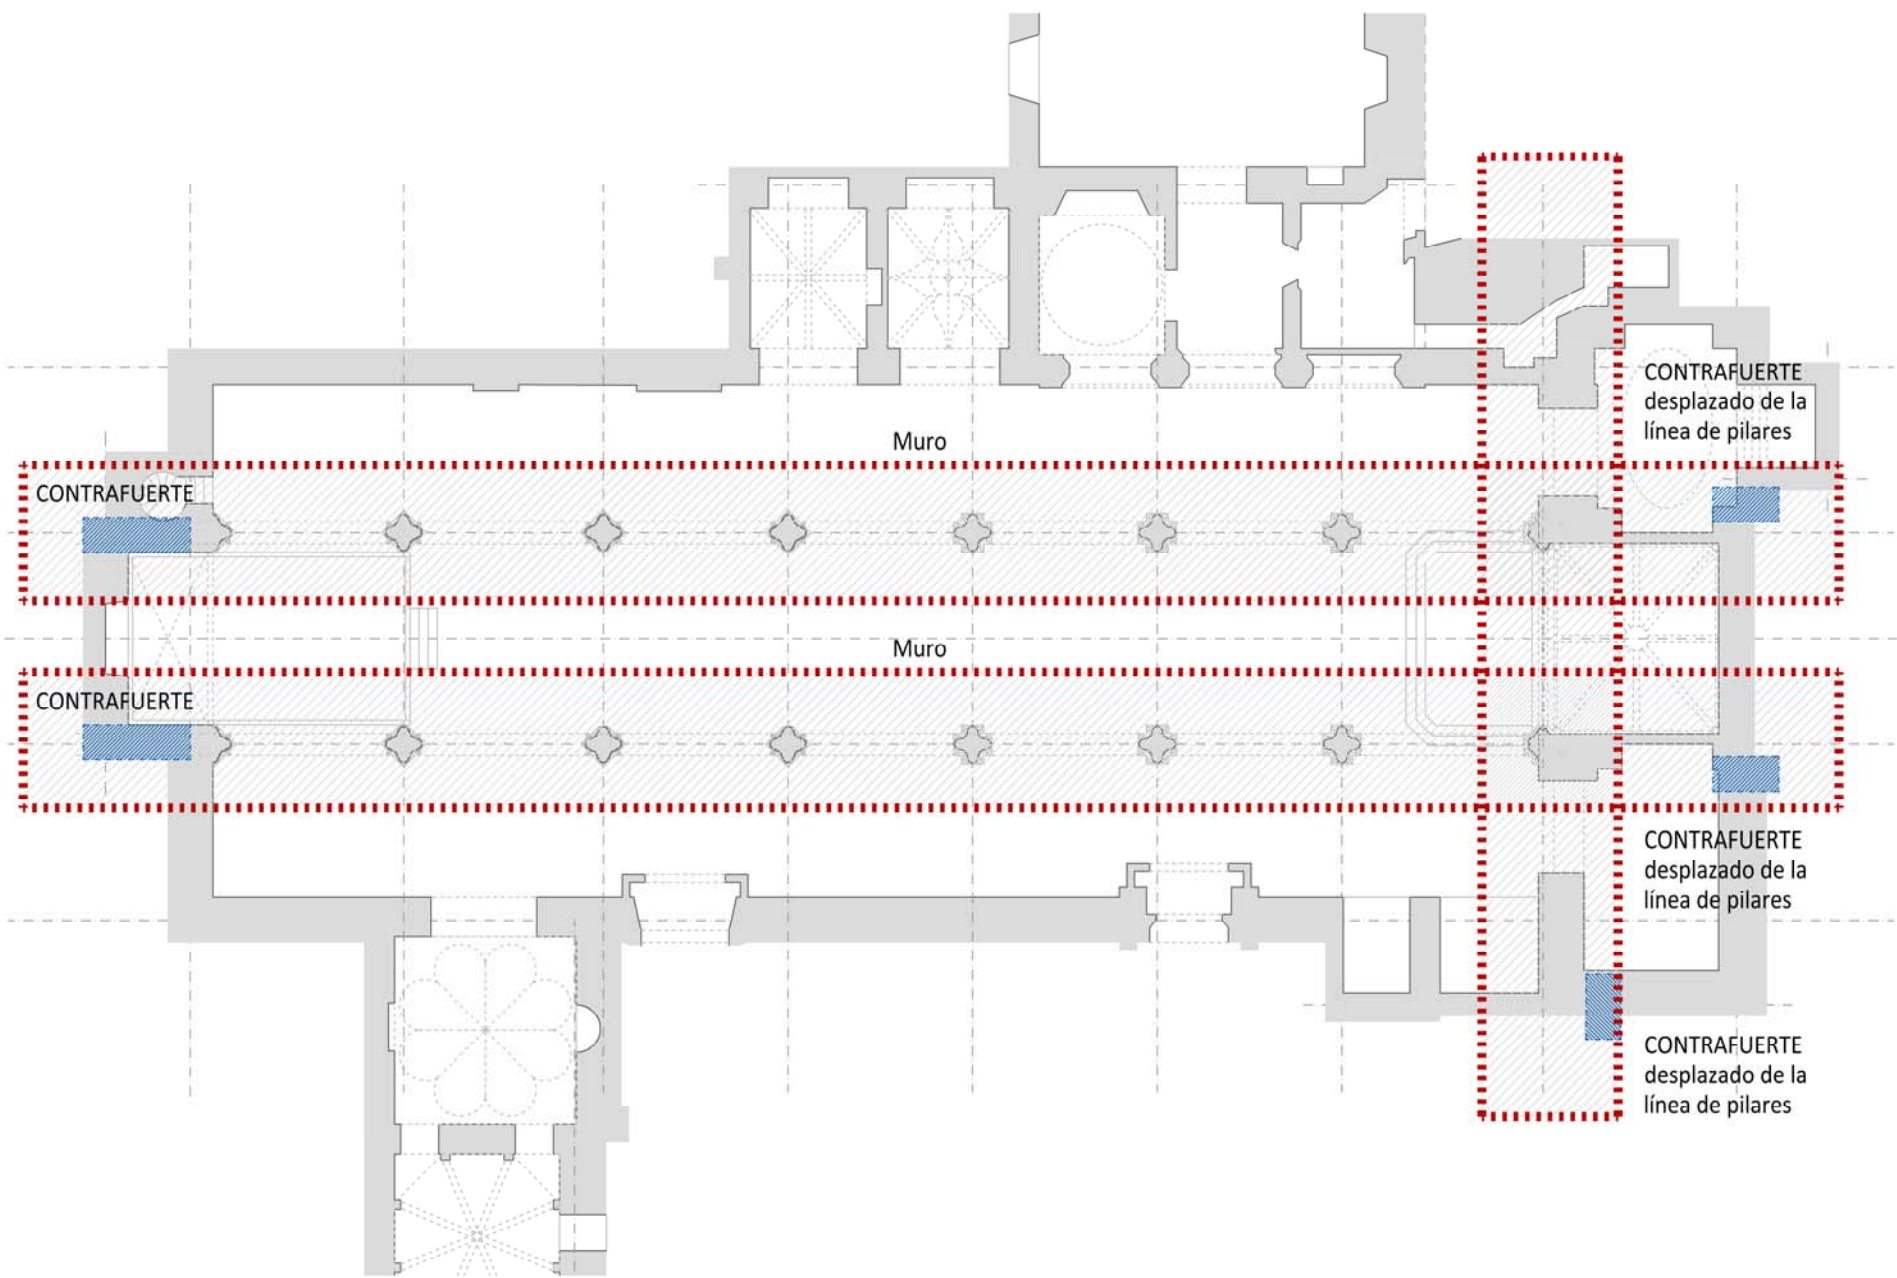 CONTRAFUERTE
desplazado de la
línea de pilares
Muro
CONTRAFUERTE
Muro
CONTRAFUERTE
CONTRAFUERTE
desplazado de la
línea de pilares
CONTRAFUERTE
desplazado de la
línea de pilares